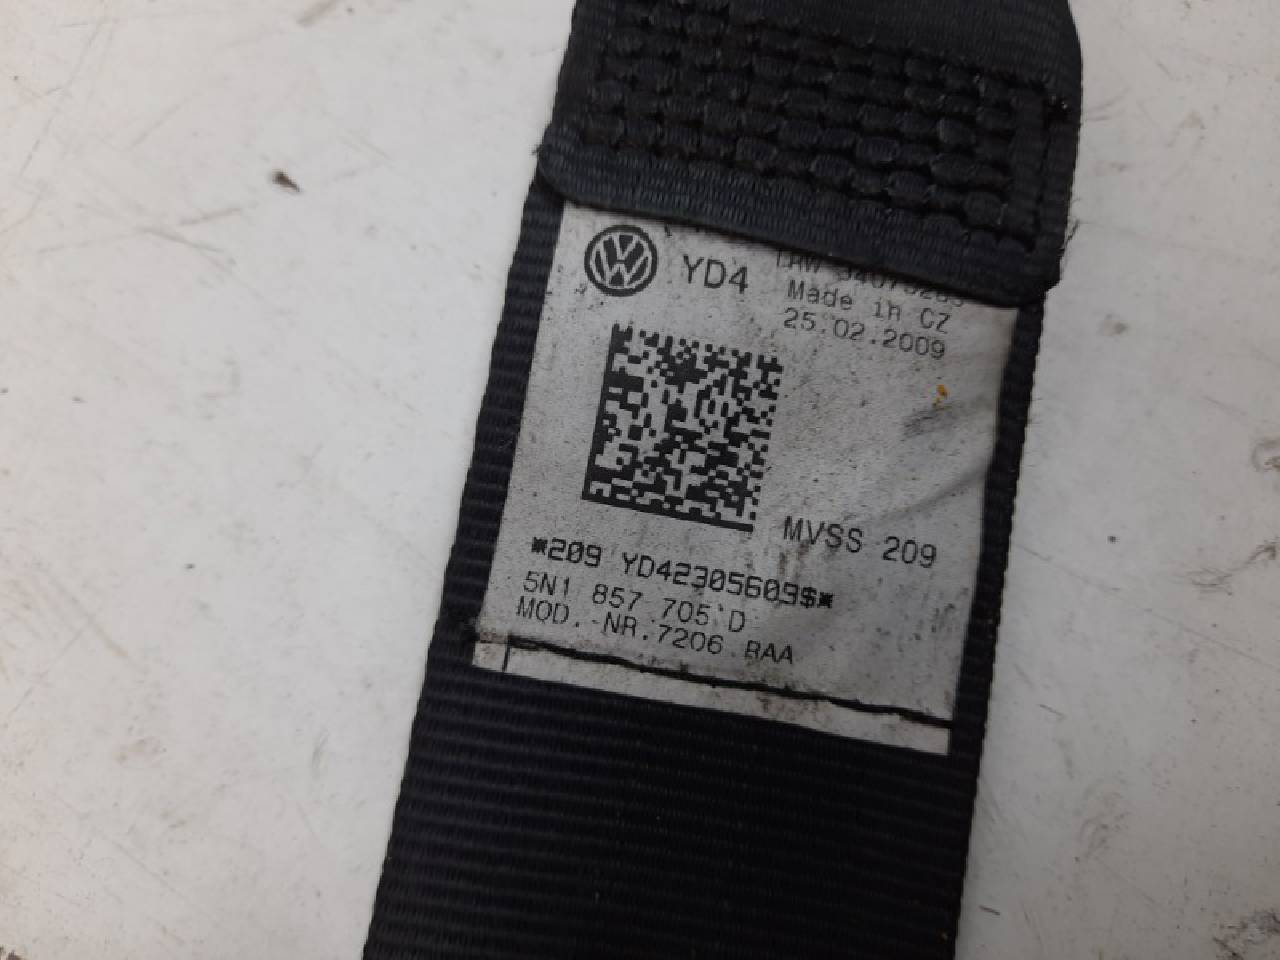 YD4
Made in CZ
25.02.2009
MVSS 209
*209 YD42305609$*
5N1 857 705 D
MOD. -NR.7206 BAA